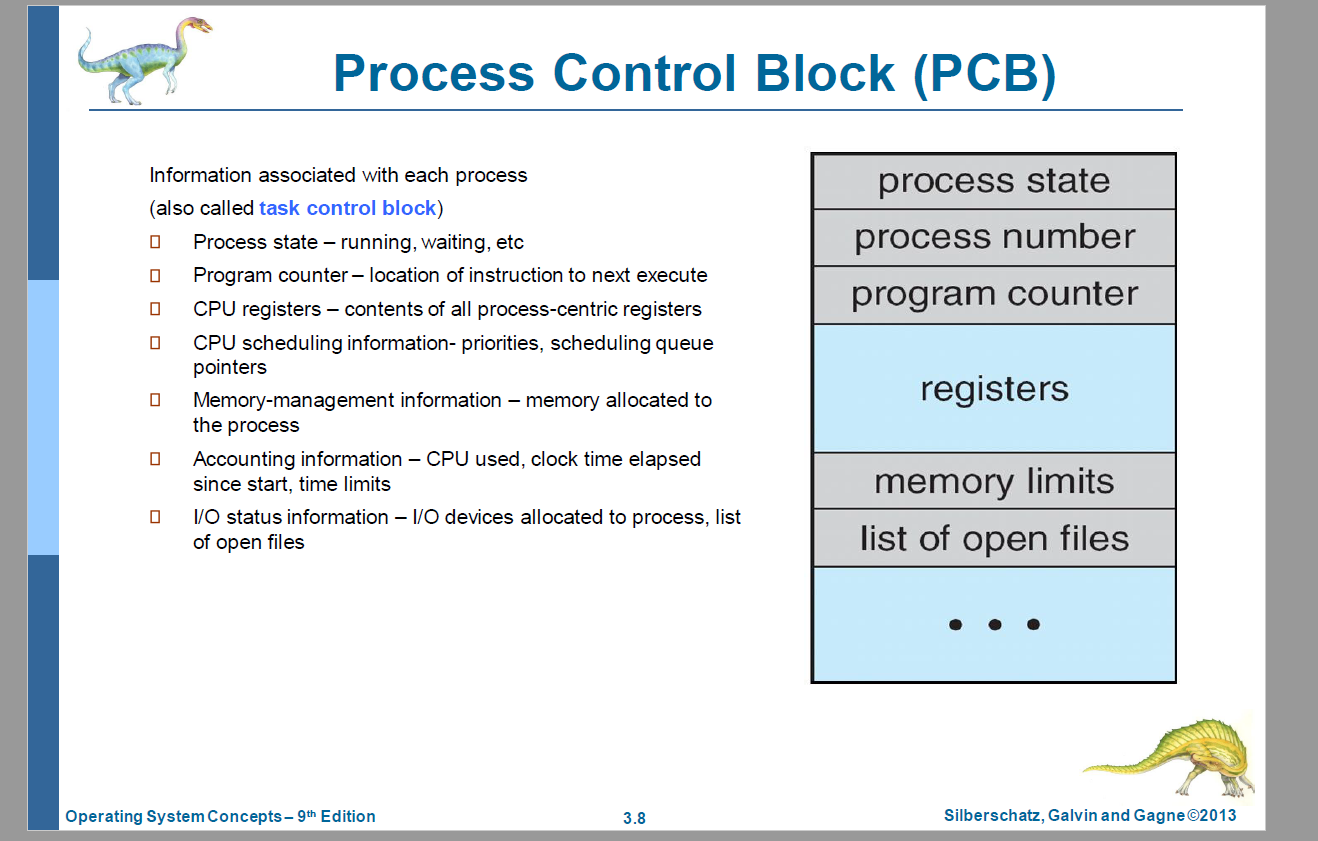 Process Control Block (PCB)
Information associated with each process
(also called task control block)
Process state – running, waiting, etc
Program counter – location of instruction to next execute
CPU registers – contents of all process-centric registers
CPU scheduling information- priorities, scheduling queue
pointers
Memory-management information – memory allocated to
the process
Accounting information – CPU used, clock time elapsed
since start, time limits
I/O status information – I/O devices allocated to process, list
of open files
process state
process number
program counter
registers
memory limits
list of open files
• • •
Operating System Concepts – 9th Edition
3.8
Silberschatz, Galvin and Gagne ©2013